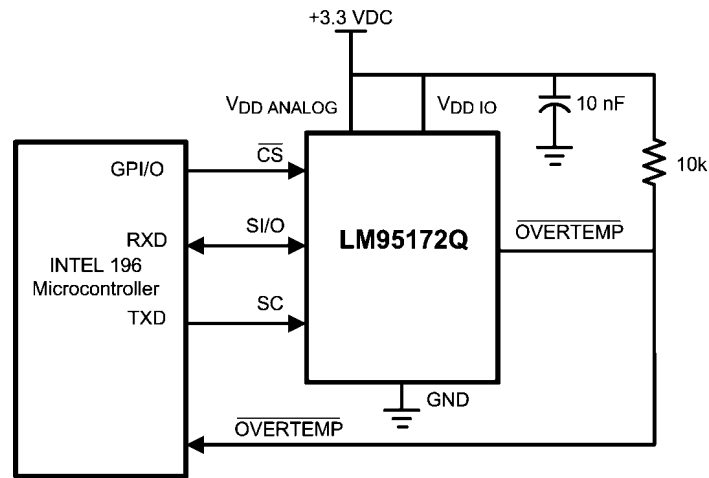 +3.3 VDC
VDD ANALOG
VDD IO
10 nF
10k
GPI/O
CS
RXD
SI/O
INTEL 196
Microcontroller
TXD
SC
LM95172Q
OVERTEMP
GND
OVERTEMP